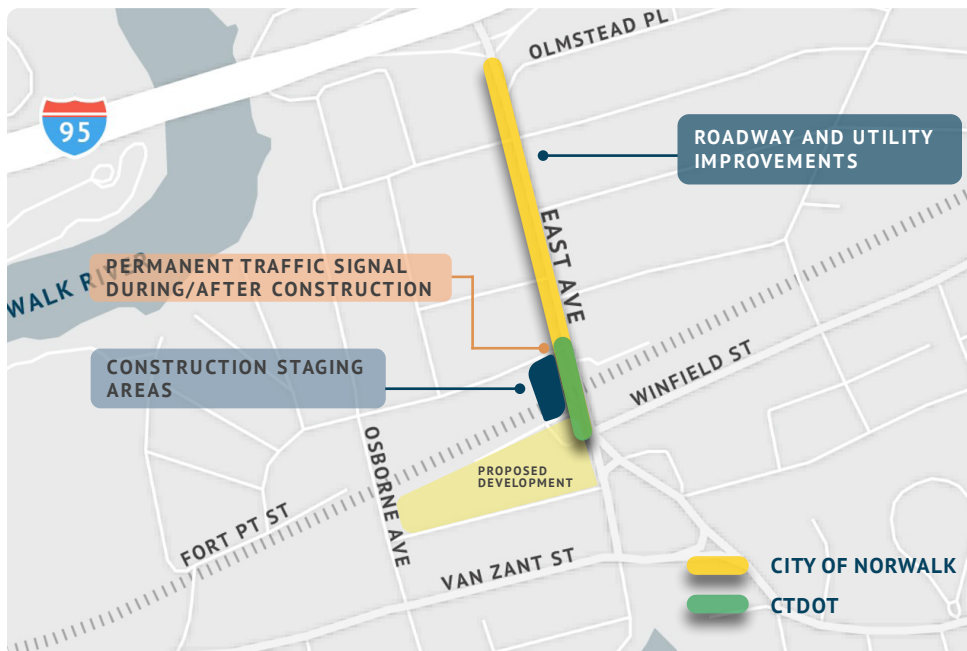 OLMSTEAD PL
95
ROADWAY AND UTILITY
IMPROVEMENTS
EAST AVE
WALK RIVER
PERMANENT TRAFFIC SIGNAL
DURING/AFTER CONSTRUCTION
CONSTRUCTION STAGING
AREAS
WINFIELD ST
OSBORNE AVE
PROPOSED
DEVELOPMENT
FORT PT ST
VAN ZANT ST
CITY OF NORWALK
CTDOT